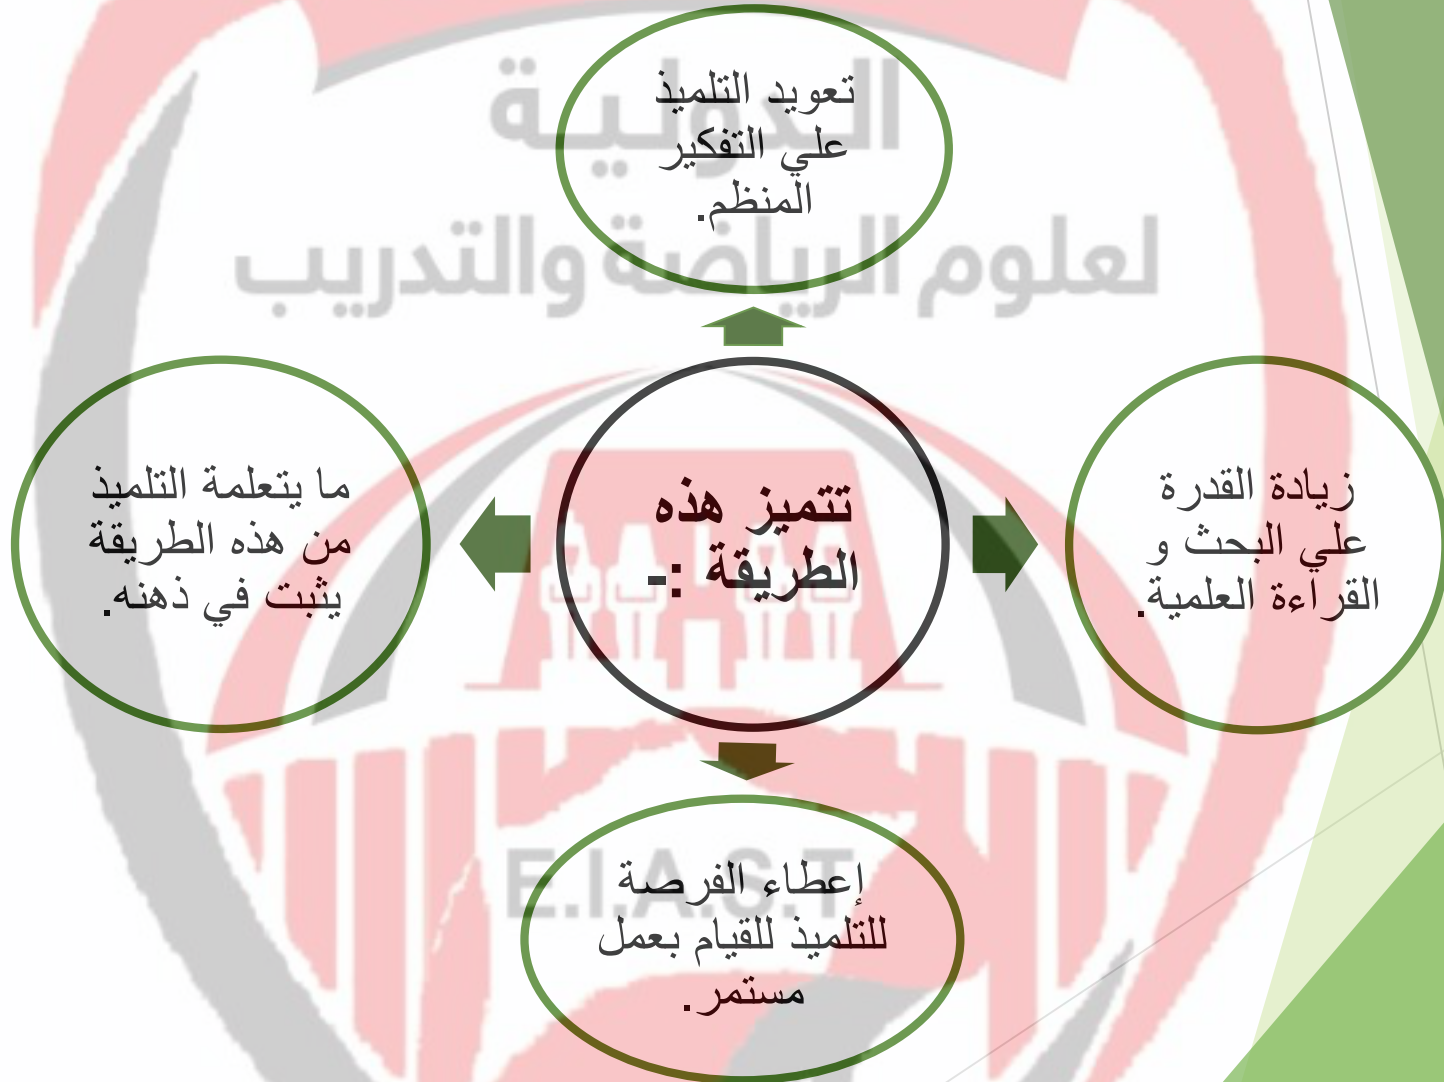 الدولية
لعلوم الرياضة والتدريب
تعويد التلميذ
علي التفكير
المنظم.
زيادة القدرة
علي البحث و
القراءة العلمية.
تتميز هذه
الطريقة :-
ما يتعلمة التلميذ
من هذه الطريقة
يثبت في ذهنه.
E.I.A.S.T
إعطاء الفرصة
للتلميذ للقيام بعمل
مستمر.